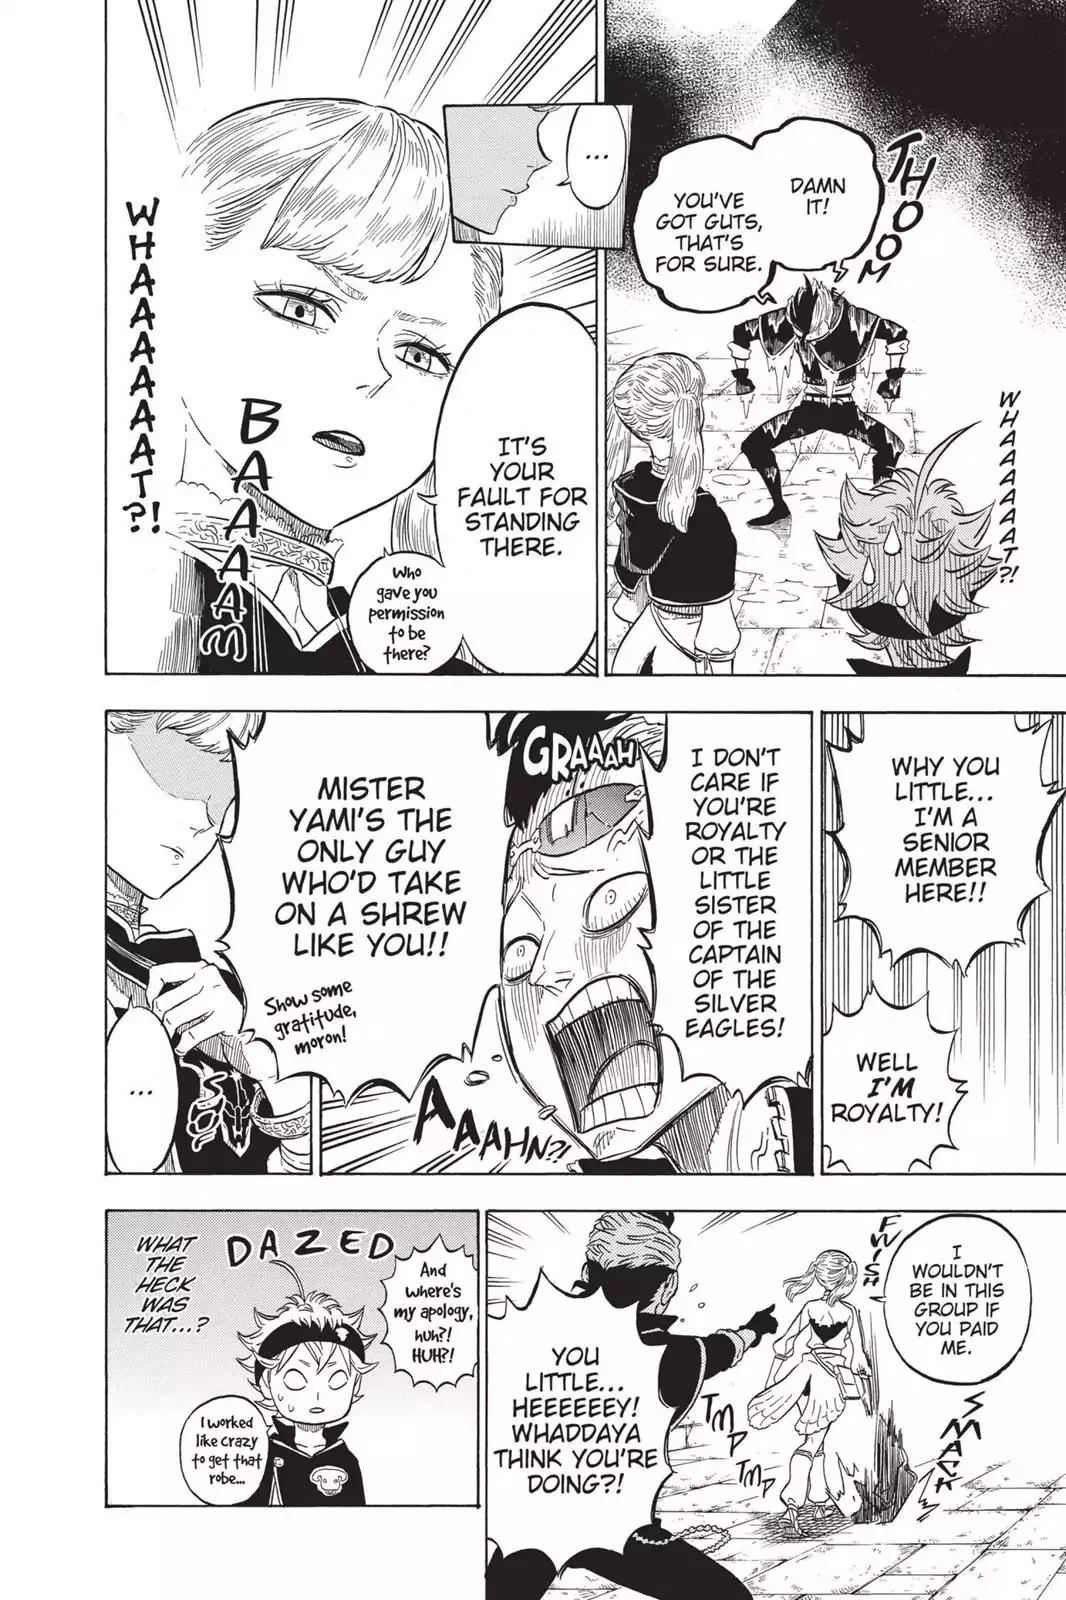 THOOM
DAMN
IT!
YOU'VE
GOT GUTS,
THAT'S
FOR SURE.
WHAAAAAAT?!
...
IT'S
YOUR
FAULT FOR
STANDING
THERE.
Who
gave you
permission
to be
there?
BAAAAAM
WHAAAAAAT?!
WHY YOU
LITTLE...
I'M A
SENIOR
MEMBER
HERE!!
WELL
I'M
ROYALTY!
I DON'T
CARE IF
YOU'RE
ROYALTY
OR THE
LITTLE
SISTER
OF THE
CAPTAIN
OF THE
SILVER
EAGLES!
GRAAAH
AAAAHN?!
MISTER
YAMI'S THE
ONLY GUY
WHO'D TAKE
ON A SHREW
LIKE YOU!!
Show some
gratitude,
moron!
...
I
WOULDN'T
BE IN THIS
GROUP IF
YOU PAID
ME.
FWISH
SMACK
TMP
TMP
YOU
LITTLE...
HEEEEEEY!
WHADDAYA
THINK YOU'RE
DOING?!
And
where's
my apology,
huh?!
HUH?!
DAZED
WHAT
THE
HECK
WAS
THAT...?
I worked
like crazy
to get that
robe...